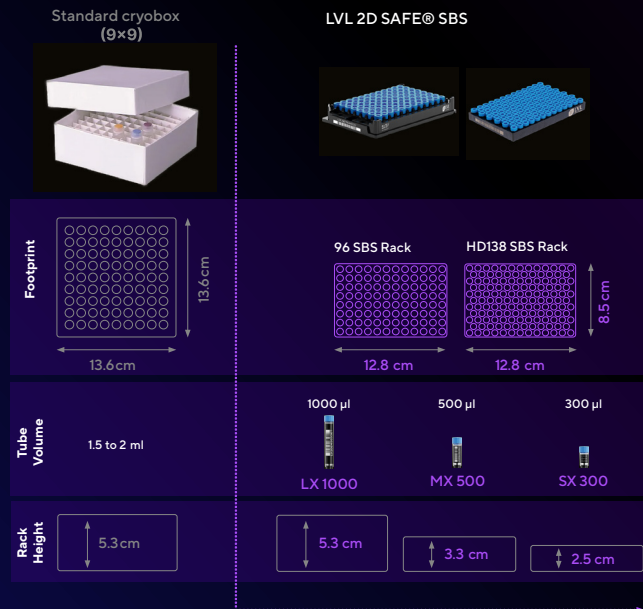 Standard cryobox
(9×9)
LVL 2D SAFE® SBS
Footprint
13.6cm
13.6cm
96 SBS Rack
HD138 SBS Rack
8.5 cm
12.8 cm
12.8 cm
Tube
Volume
1.5 to 2 ml
1000 µl
500 µl
300 µl
LX 1000
MX 500
SX 300
Rack
Height
5.3cm
5.3 cm
3.3 cm
2.5 cm